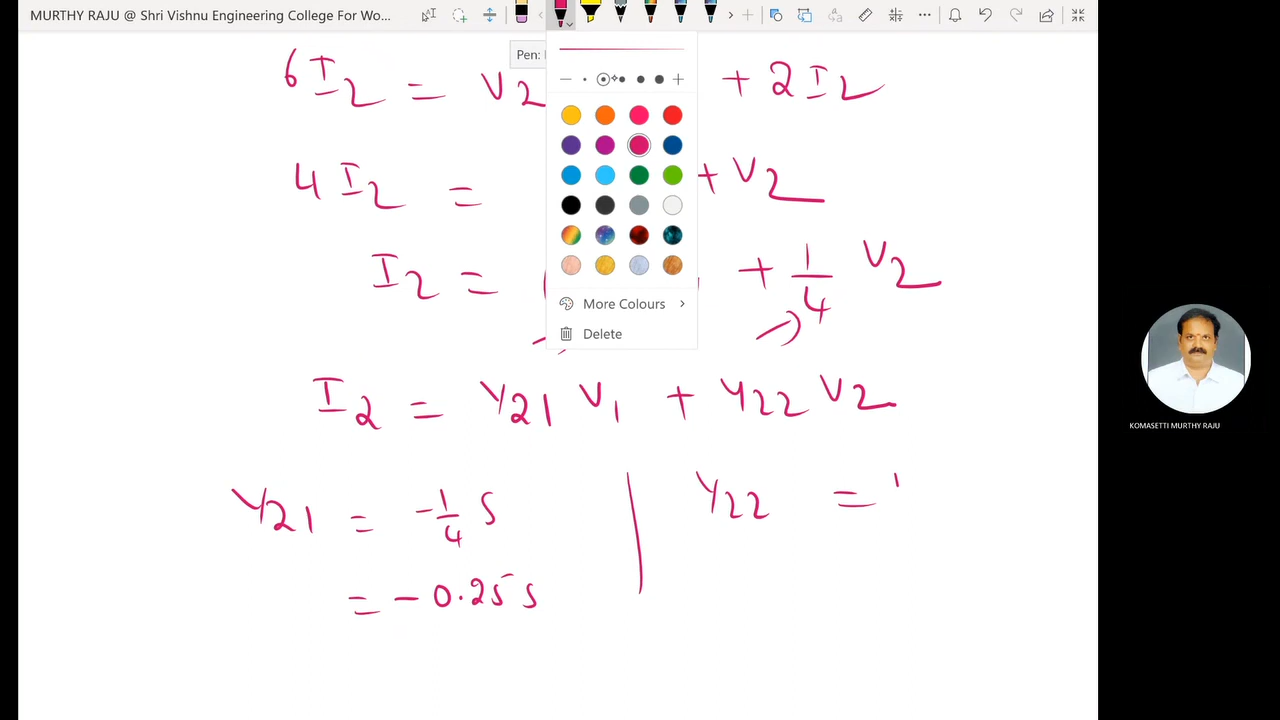 MURTHY RAJU @ Shri Vishnu Engineering College For Wo...
Pen:
6I2 = V2 + 2I2
4I2 = + V2
I2 = + 1/4 V2
More Colours
Delete
I2 = Y21 V1 + Y22 V2
Y21 = -1/4 S
Y22 =
= -0.25 S
KOMASETTI MURTHY RAJU